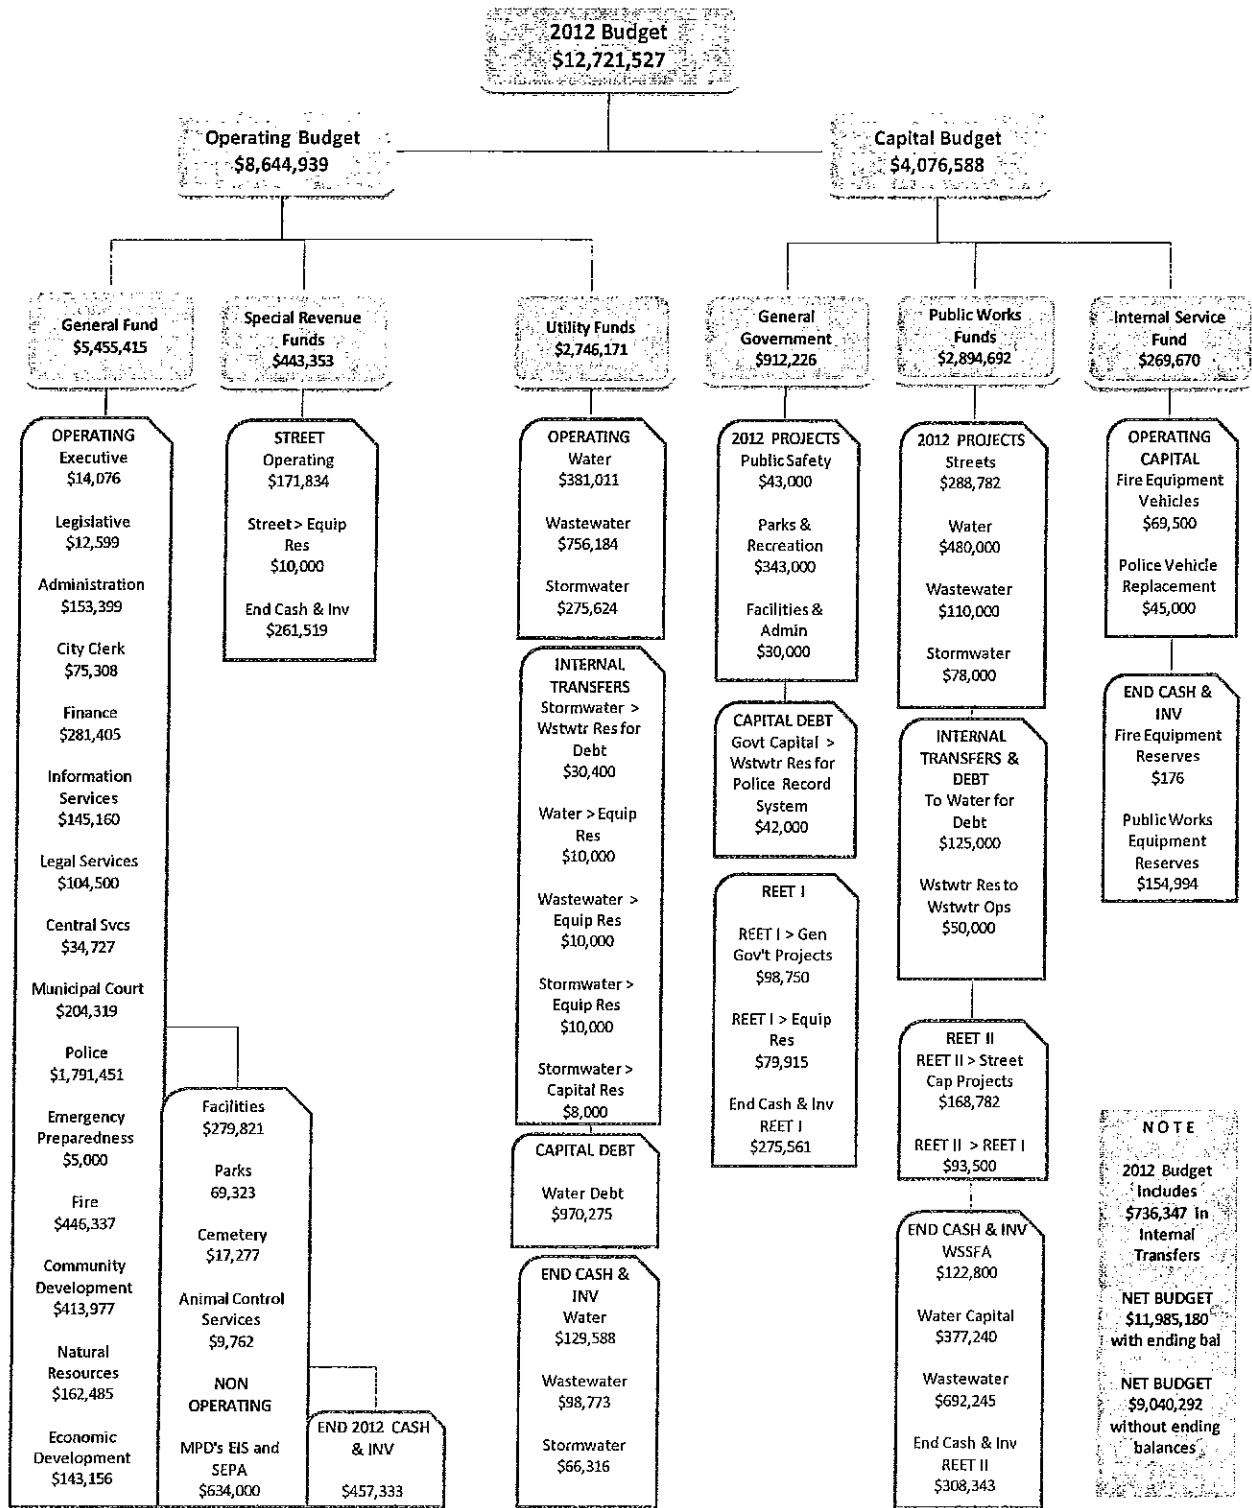 2012 Budget
$12,721,527
Operating Budget
$8,644,939
Capital Budget
$4,076,588
General Fund
$5,455,415
Special Revenue
Funds
$443,353
Utility Funds
$2,746,171
General
Government
$912,226
Public Works
Funds
$2,894,692
Internal Service
Fund
$269,670
OPERATING
Executive
$14,076
Legislative
$12,599
Administration
$153,399
City Clerk
$75,308
Finance
$281,405
Information
Services
$145,160
Legal Services
$104,500
Central Svcs
$34,727
Municipal Court
$204,319
Police
$1,791,451
Emergency
Preparedness
$5,000
Fire
$446,337
Community
Development
$413,977
Natural
Resources
$162,485
Economic
Development
$143,156
Facilities
$279,821
Parks
69,323
Cemetery
$17,277
Animal Control
Services
$9,762
NON
OPERATING
MPD's EIS and
SEPA
$634,000
END 2012 CASH
& INV
$457,333
STREET
Operating
$171,834
Street > Equip
Res
$10,000
End Cash & Inv
$261,519
OPERATING
Water
$381,011
Wastewater
$756,184
Stormwater
$275,624
INTERNAL
TRANSFERS
Stormwater >
Wstwtr Res for
Debt
$30,400
Water > Equip
Res
$10,000
Wastewater >
Equip Res
$10,000
Stormwater >
Equip Res
$10,000
Stormwater >
Capital Res
$8,000
CAPITAL DEBT
Water Debt
$970,275
END CASH &
INV
Water
$129,588
Wastewater
$98,773
Stormwater
$66,316
2012 PROJECTS
Public Safety
$43,000
Parks &
Recreation
$343,000
Facilities &
Admin
$30,000
CAPITAL DEBT
Govt Capital >
Wstwtr Res for
Police Record
System
$42,000
REET I
REET I > Gen
Gov't Projects
$98,750
REET I > Equip
Res
$79,915
End Cash & Inv
REET I
$275,561
2012 PROJECTS
Streets
$288,782
Water
$480,000
Wastewater
$110,000
Stormwater
$78,000
INTERNAL
TRANSFERS &
DEBT
To Water for
Debt
$125,000
Wstwtr Res to
Wstwtr Ops
$50,000
REET II
REET II > Street
Cap Projects
$168,782
REET II > REET I
$93,500
END CASH & INV
WSSFA
$122,800
Water Capital
$377,240
Wastewater
$692,245
End Cash & Inv
REET II
$308,343
OPERATING
CAPITAL
Fire Equipment
Vehicles
$69,500
Police Vehicle
Replacement
$45,000
END CASH &
INV
Fire Equipment
Reserves
$176
Public Works
Equipment
Reserves
$154,994
NOTE
2012 Budget
Includes
$736,347 in
Internal
Transfers
NET BUDGET
$11,985,180
with ending bal
NET BUDGET
$9,040,292
without ending
balances